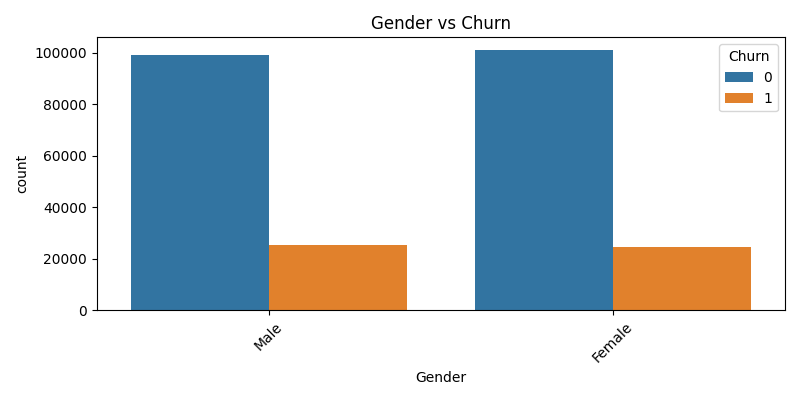 Gender vs Churn
Churn
0
1
100000
80000
60000
40000
20000
0
count
Male
Female
Gender